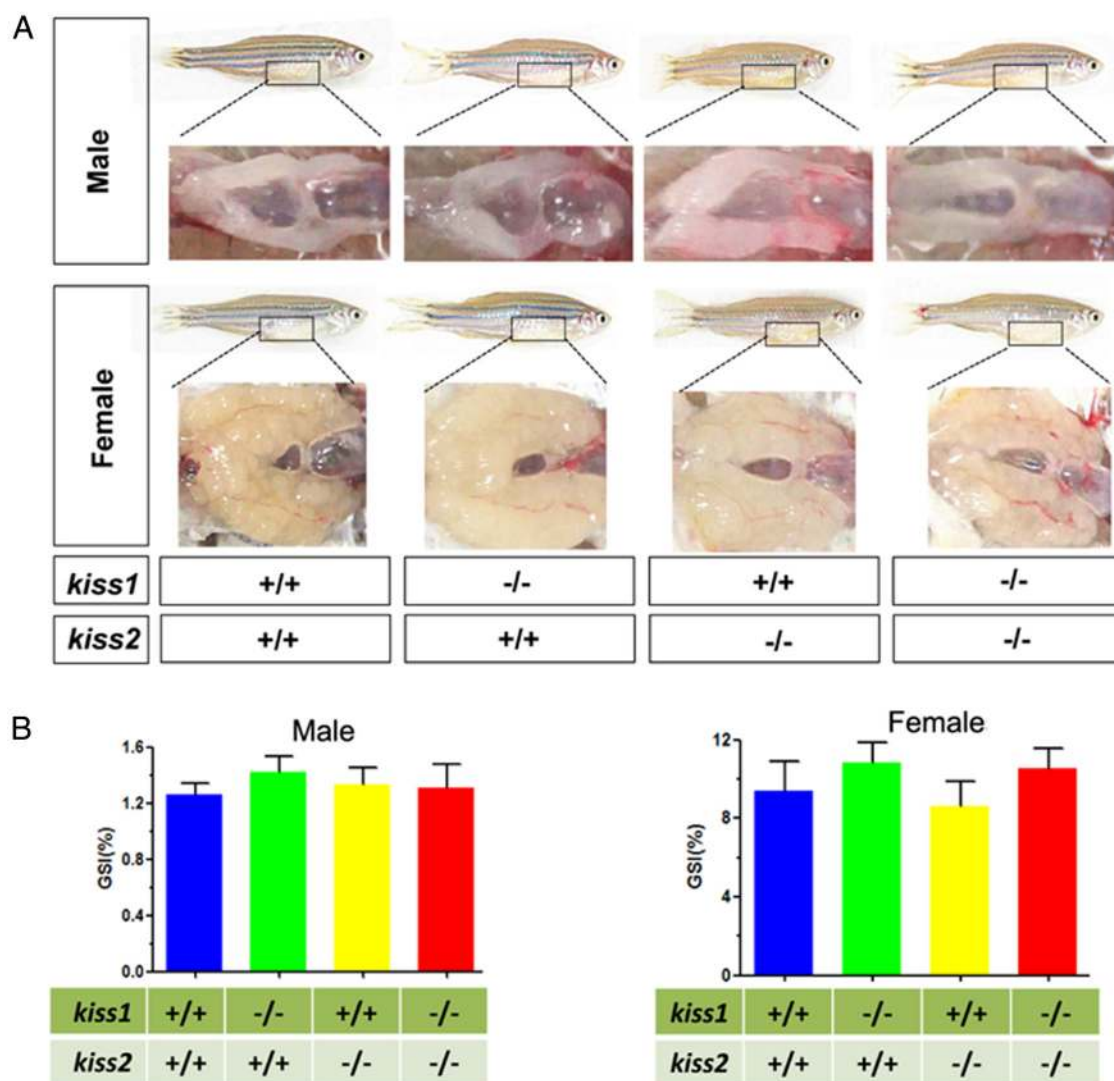 A
Male
Female
kiss1 +/+ -/- +/+ -/-
kiss2 +/+ +/+ -/- -/-
B
Male
GSI(%)
1.6
1.2
0.8
0.4
0.0
kiss1 +/+ -/- +/+ -/-
kiss2 +/+ +/+ -/- -/-
Female
GSI(%)
12
8
4
0
kiss1 +/+ -/- +/+ -/-
kiss2 +/+ +/+ -/- -/-